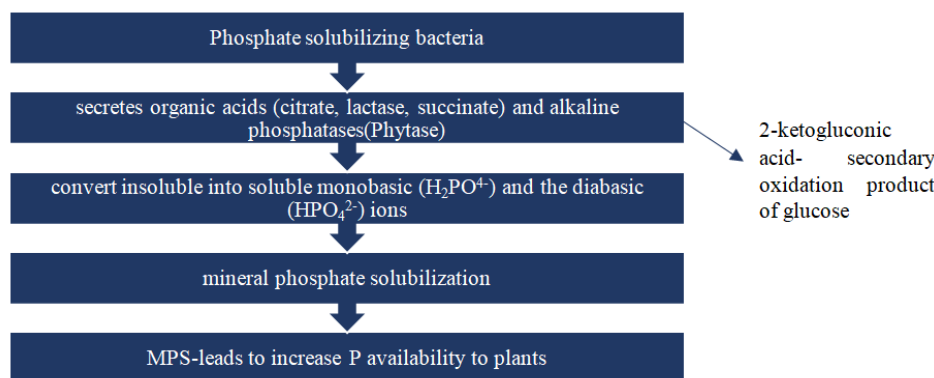 Phosphate solubilizing bacteria
secretes organic acids (citrate, lactase, succinate) and alkaline
phosphatases(Phytase)
2-ketogluconic
acid- secondary
oxidation product
of glucose
convert insoluble into soluble monobasic (H₂PO⁴⁻) and the diabasic
(HPO₄²⁻) ions
mineral phosphate solubilization
MPS-leads to increase P availability to plants